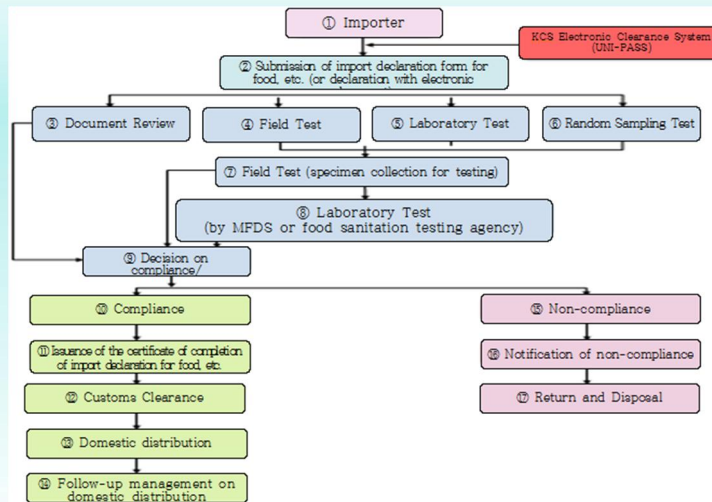 ① Importer
KCS Electronic Clearance System
(UNI-PASS)
② Submission of import declaration form for
food, etc. (or declaration with electronic
③ Document Review
④ Field Test
⑤ Laboratory Test
⑥ Random Sampling Test
⑦ Field Test (specimen collection for testing)
⑧ Laboratory Test
(by MFDS or food sanitation testing agency)
⑨ Decision on
compliance/
⑩ Compliance
⑮ Non-compliance
⑪ Issuance of the certificate of completion
of import declaration for food, etc.
⑯ Notification of non-compliance
⑫ Customs Clearance
⑰ Return and Disposal
⑬ Domestic distribution
⑭ Follow-up management on
domestic distribution